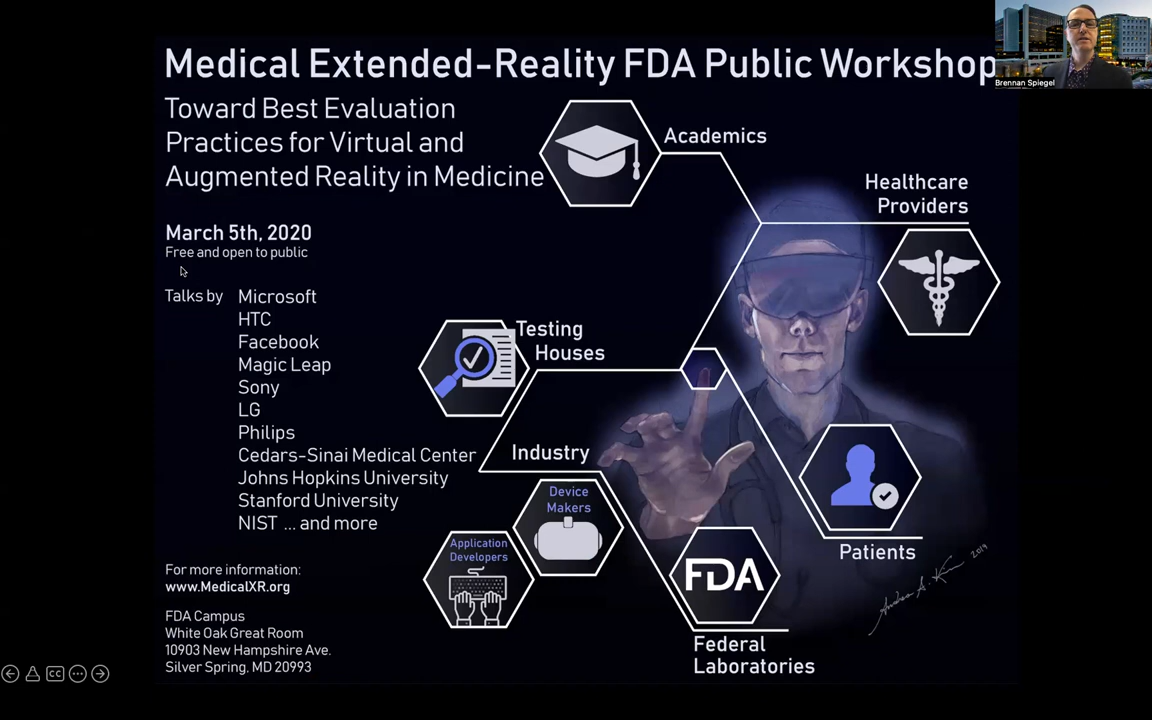 Medical Extended-Reality FDA Public Workshop
Brennan Spiegel
Toward Best Evaluation
Practices for Virtual and
Augmented Reality in Medicine
March 5th, 2020
Free and open to public
Talks by
Microsoft
HTC
Facebook
Magic Leap
Sony
LG
Philips
Cedars-Sinai Medical Center
Johns Hopkins University
Stanford University
NIST ... and more
For more information:
www.MedicalXR.org
FDA Campus
White Oak Great Room
10903 New Hampshire Ave.
Silver Spring, MD 20993
Academics
Healthcare
Providers
Testing
Houses
Industry
Device
Makers
Application
Developers
Patients
FDA
Federal
Laboratories
2019
CC